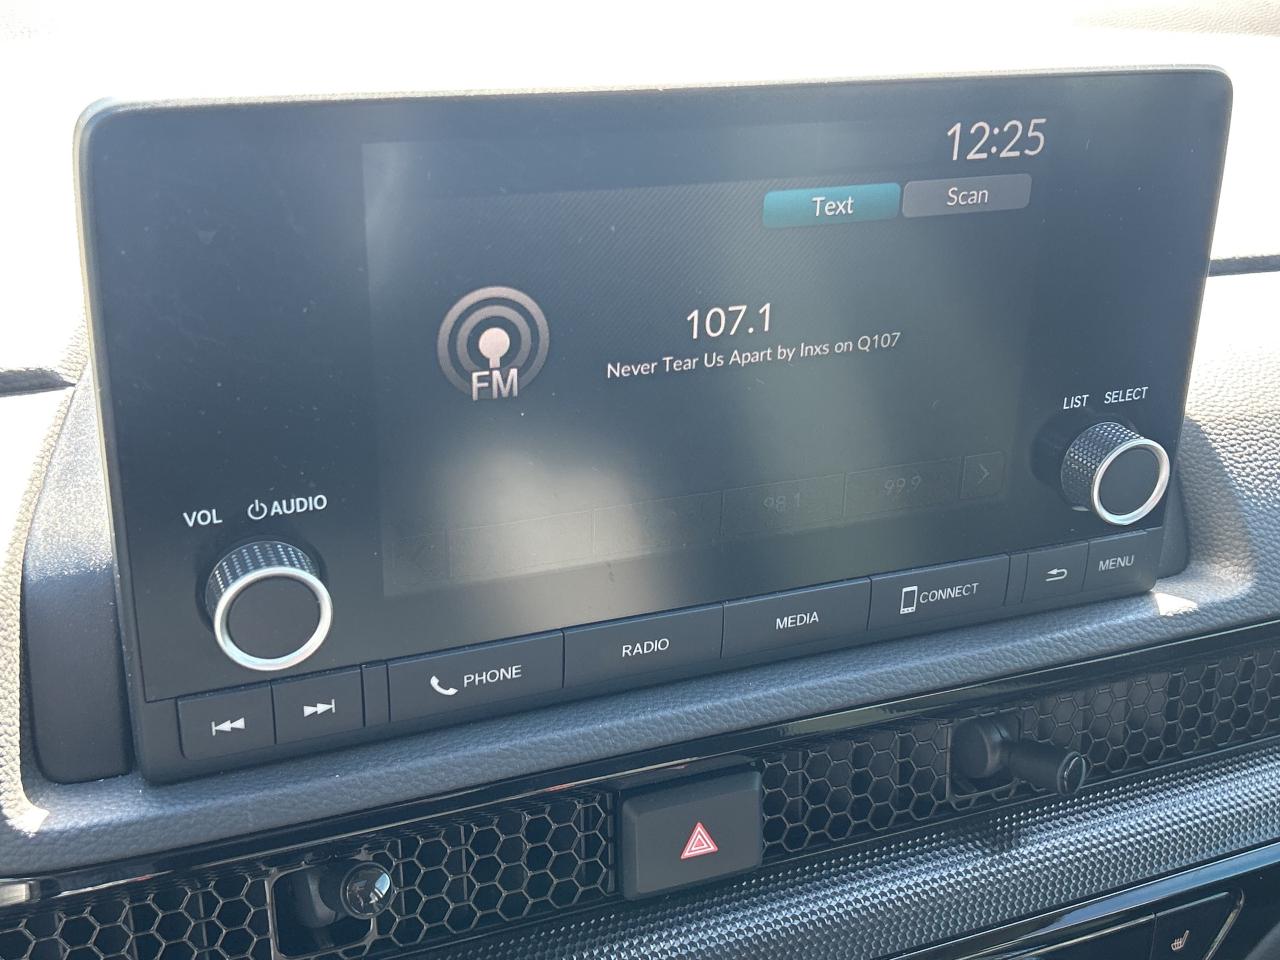 12:25
Text
Scan
107.1
FM
Never Tear Us Apart by Inxs on Q107
LIST
SELECT
98.1
99.9
VOL
AUDIO
PHONE
RADIO
MEDIA
CONNECT
MENU